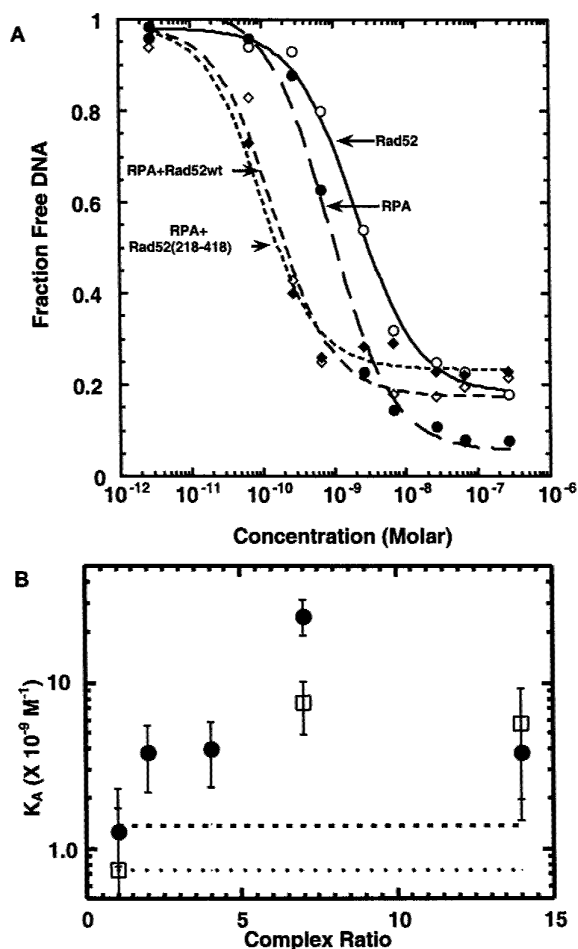 A
1
0.8
0.6
0.4
0.2
0
Fraction Free DNA
Rad52
RPA+Rad52wt
RPA
RPA+
Rad52(218-418)
10^-12 10^-11 10^-10 10^-9 10^-8 10^-7 10^-6
Concentration (Molar)
B
10
1.0
K_A (X 10^-9 M^-1)
0 5 10 15
Complex Ratio